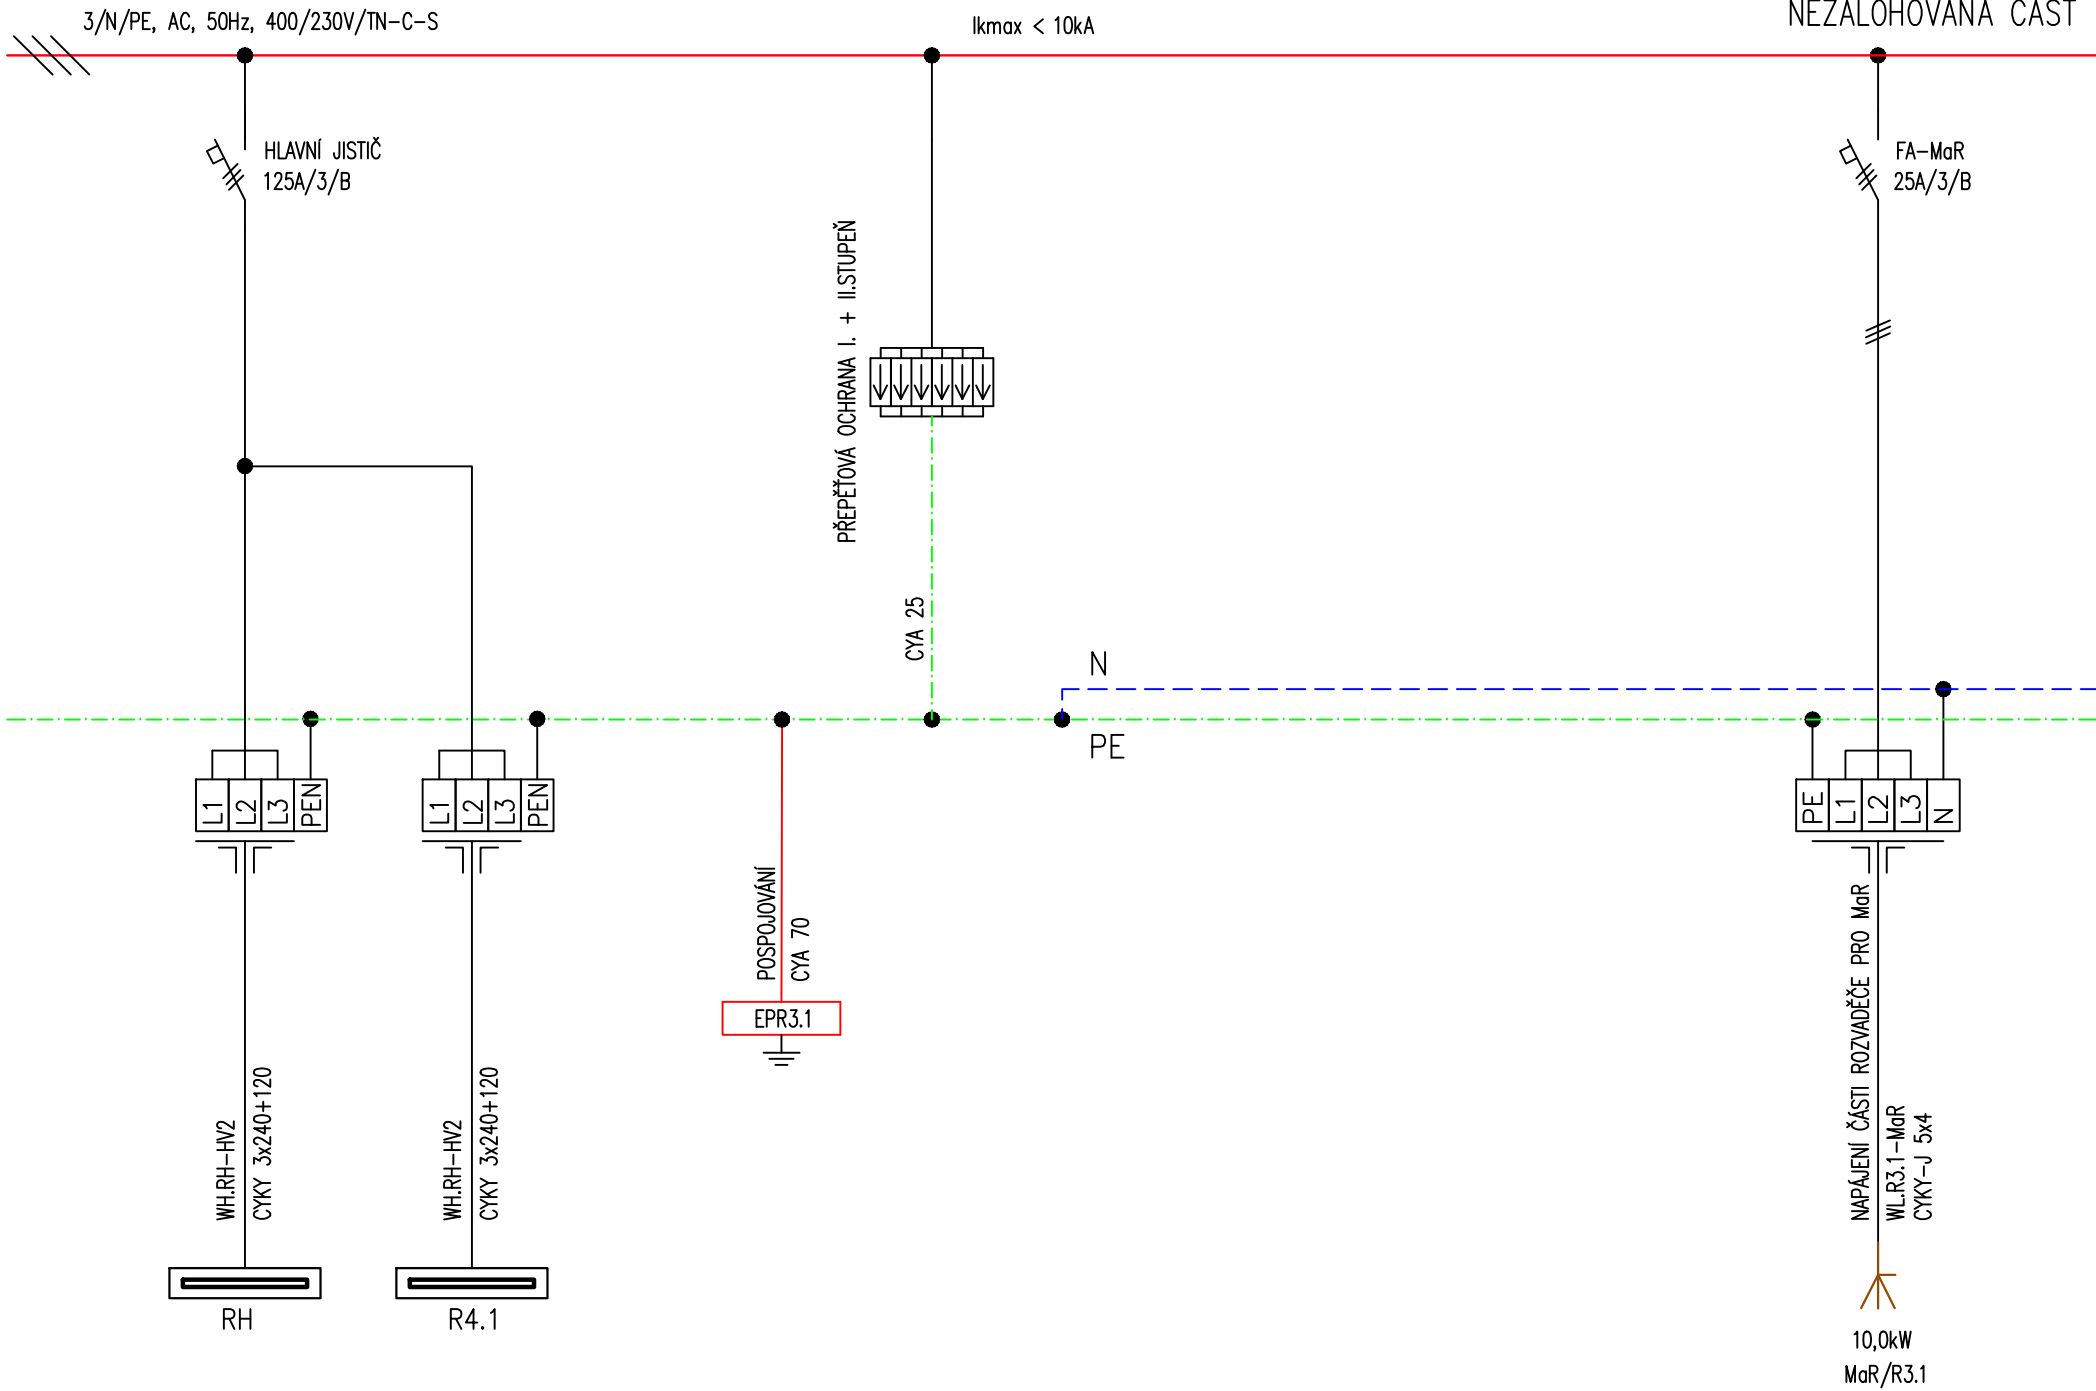 3/N/PE, AC, 50Hz, 400/230V/TN-C-S
Ikmax < 10kA
NEZÁLOHOVANÁ ČÁST
HLAVNÍ JISTIČ
125A/3/B
FA-MaR
25A/3/B
PŘEPĚŤOVÁ OCHRANA I. + II.STUPEŇ
CYA 25
N
PE
L1
L2
L3
PEN
L1
L2
L3
PEN
PE
L1
L2
L3
N
POSPOJOVÁNÍ
CYA 70
EPR3.1
WH.RH-HV2
CYKY 3x240+120
WH.RH-HV2
CYKY 3x240+120
NAPÁJENÍ ČÁSTI ROZVADĚČE PRO MaR
WL.R3.1-MaR
CYKY-J 5x4
RH
R4.1
10,0kW
MaR/R3.1